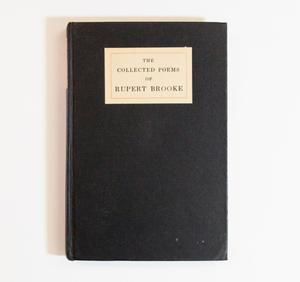 THE
COLLECTED POEMS
OF
RUPERT BROOKE